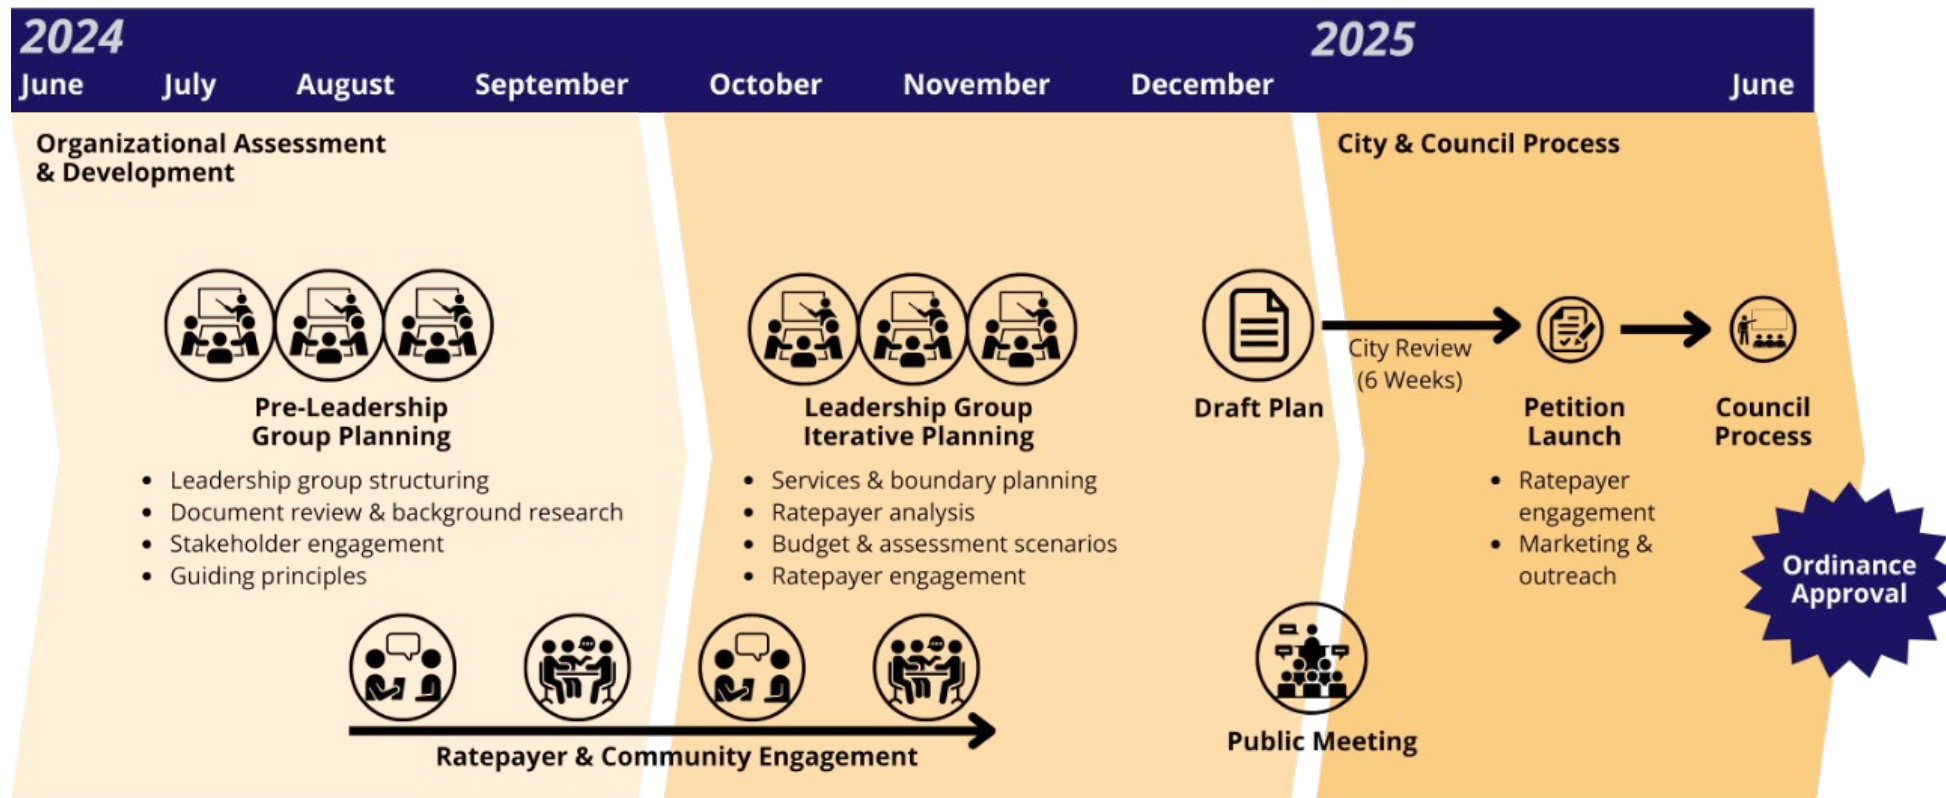 2024
2025
June July August September October November December June
Organizational Assessment
& Development
City & Council Process
Pre-Leadership
Group Planning
• Leadership group structuring
• Document review & background research
• Stakeholder engagement
• Guiding principles
Leadership Group
Iterative Planning
• Services & boundary planning
• Ratepayer analysis
• Budget & assessment scenarios
• Ratepayer engagement
Draft Plan
City Review
(6 Weeks)
Petition
Launch
• Ratepayer
engagement
• Marketing &
outreach
Council
Process
Ordinance
Approval
Ratepayer & Community Engagement
Public Meeting